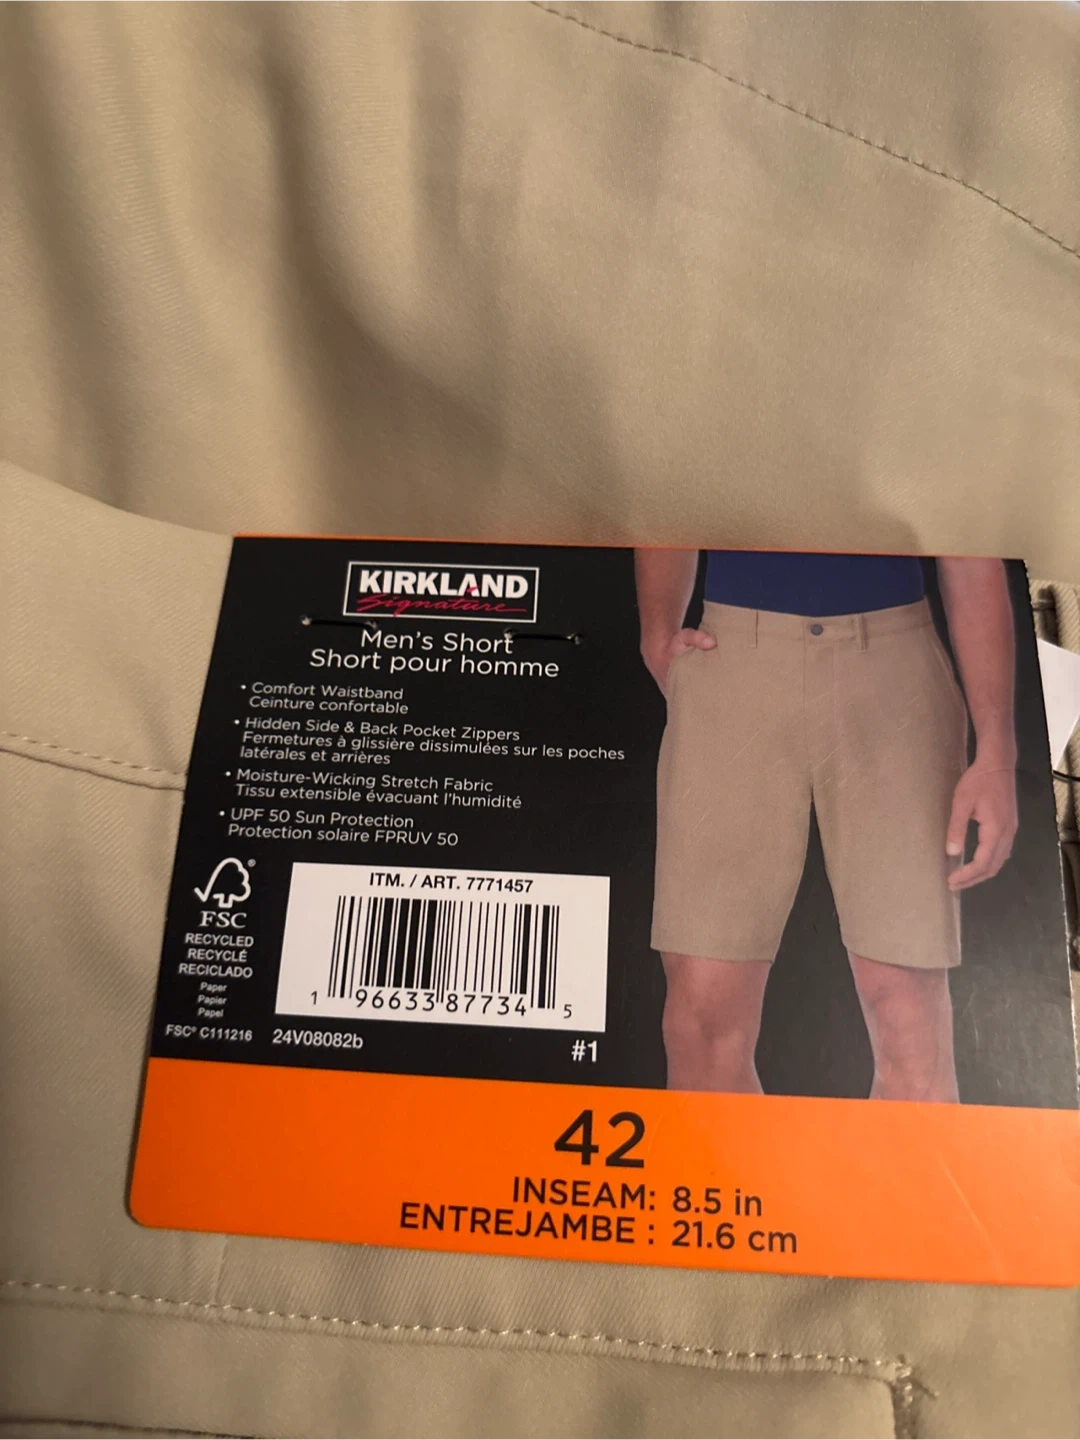 KIRKLAND
Signature
Men's Short
Short pour homme
• Comfort Waistband
Ceinture confortable
• Hidden Side & Back Pocket Zippers
Fermetures à glissière dissimulées sur les poches
latérales et arrières
• Moisture-Wicking Stretch Fabric
Tissu extensible évacuant l'humidité
• UPF 50 Sun Protection
Protection solaire FPRUV 50
®
FSC
RECYCLED
RECYCLÉ
RECICLADO
Paper
Papier
Papel
FSC® C111216
ITM. / ART. 7771457
1 96633 87734 5
24V08082b
#1
42
INSEAM: 8.5 in
ENTREJAMBE : 21.6 cm